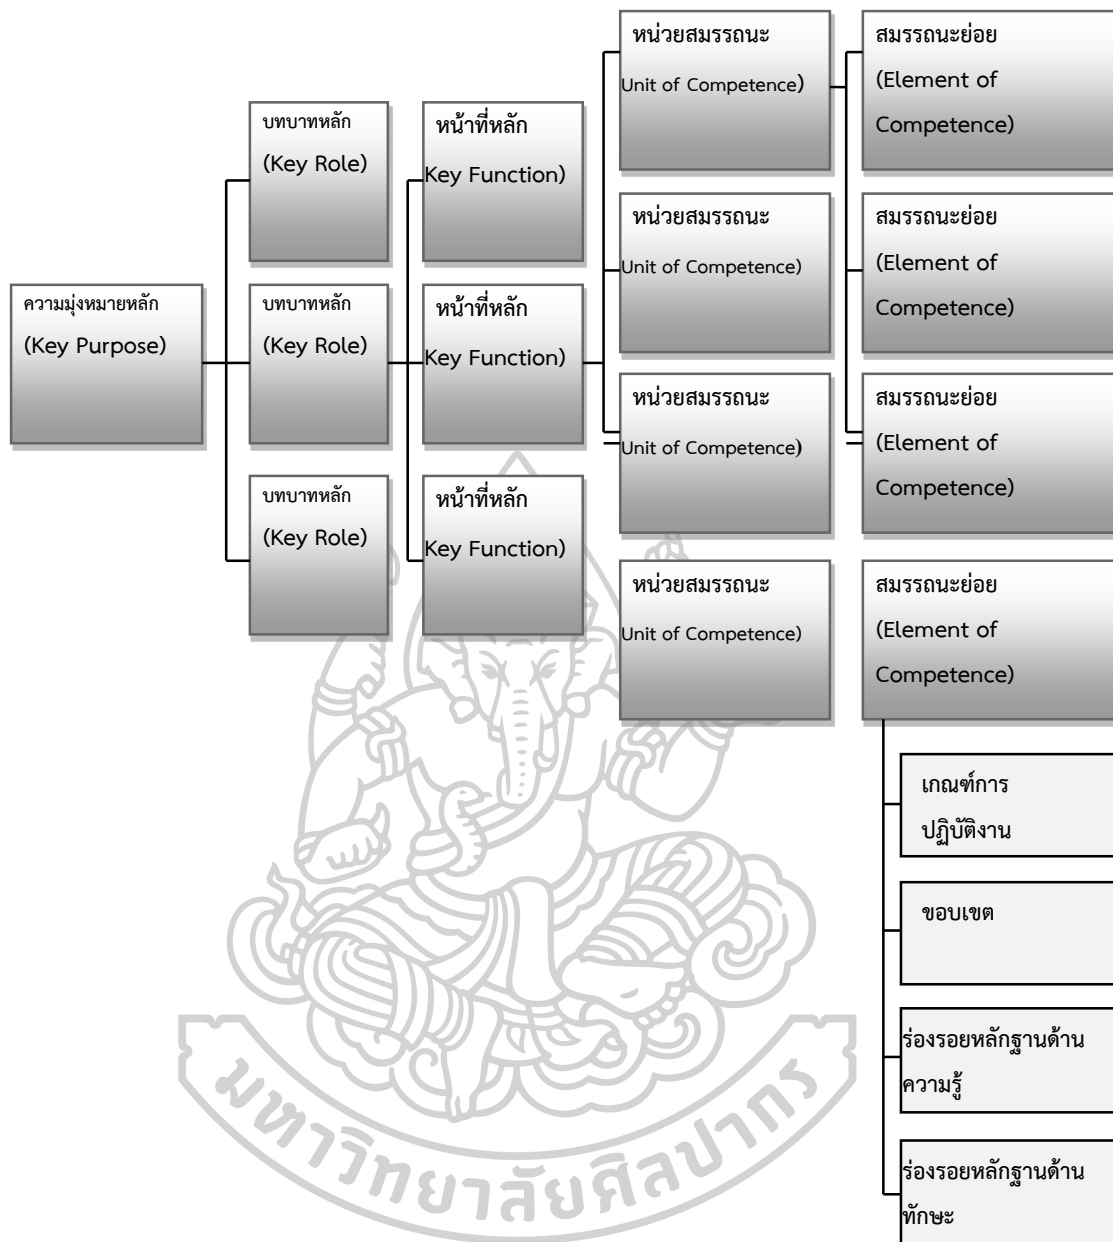 ความมุ่งหมายหลัก
(Key Purpose)
บทบาทหลัก
(Key Role)
บทบาทหลัก
(Key Role)
บทบาทหลัก
(Key Role)
หน้าที่หลัก
Key Function)
หน้าที่หลัก
Key Function)
หน้าที่หลัก
Key Function)
หน่วยสมรรถนะ
Unit of Competence)
หน่วยสมรรถนะ
Unit of Competence)
หน่วยสมรรถนะ
Unit of Competence)
หน่วยสมรรถนะ
Unit of Competence)
สมรรถนะย่อย
(Element of
Competence)
สมรรถนะย่อย
(Element of
Competence)
สมรรถนะย่อย
(Element of
Competence)
สมรรถนะย่อย
(Element of
Competence)
เกณฑ์การ
ปฏิบัติงาน
ขอบเขต
ร่องรอยหลักฐานด้าน
ความรู้
ร่องรอยหลักฐานด้าน
ทักษะ
มหาวิทยาลัยศิลปากร